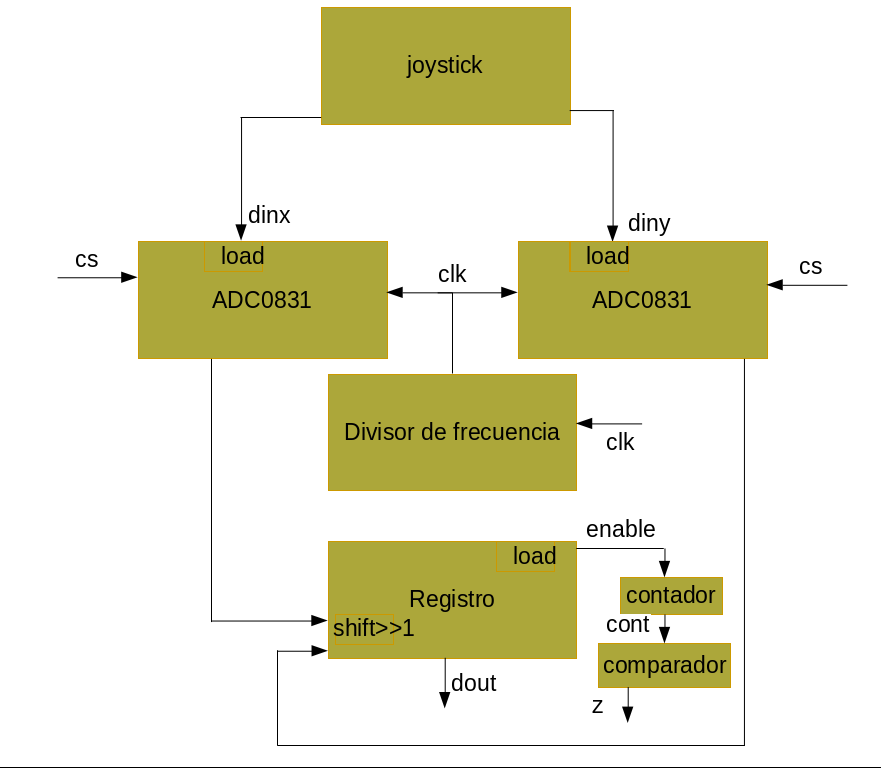 joystick
dinx
diny
cs
load
load
cs
ADC0831
clk
ADC0831
Divisor de frecuencia
clk
enable
load
Registro
contador
shift>>1
cont
comparador
dout
z